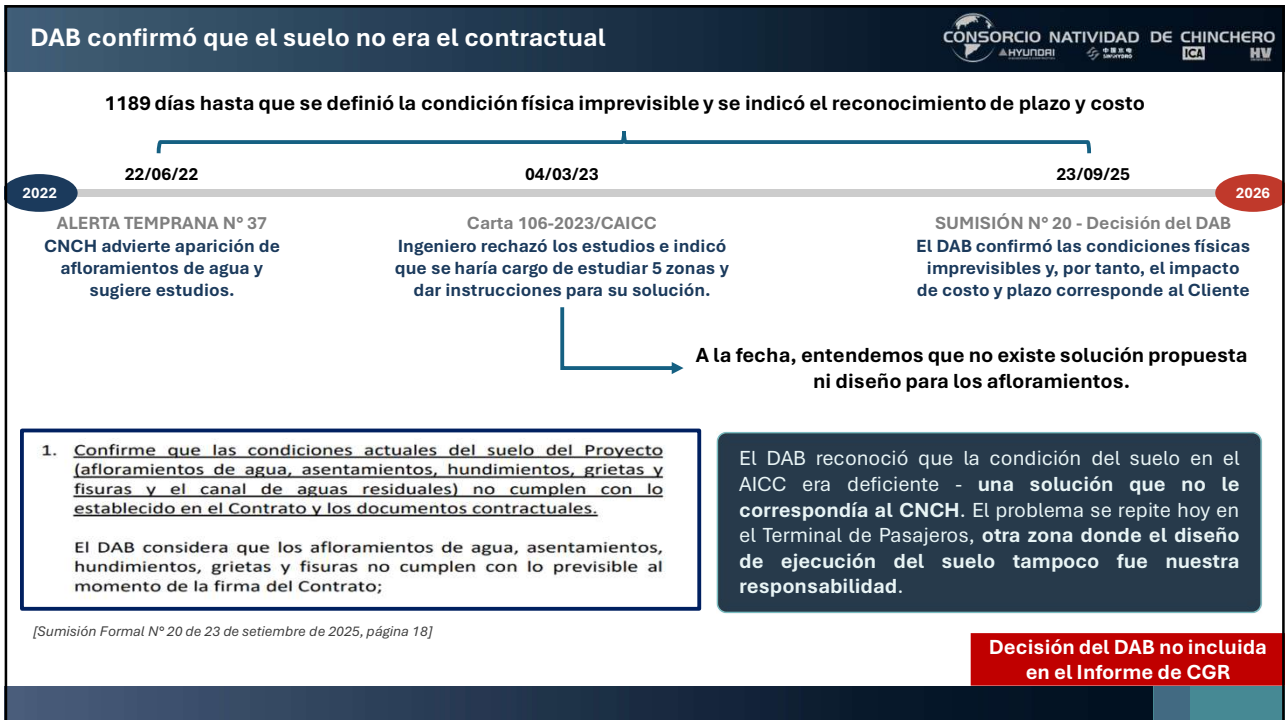 DAB confirmó que el suelo no era el contractual
CONSORCIO NATIVIDAD DE CHINCHERO
HYUNDAI
SINOHYDRO
ICA
HV
1189 días hasta que se definió la condición física imprevisible y se indicó el reconocimiento de plazo y costo
22/06/22
04/03/23
23/09/25
2022
2026
ALERTA TEMPRANA N° 37
CNCH advierte aparición de
afloramientos de agua y
sugiere estudios.
Carta 106-2023/CAICC
Ingeniero rechazó los estudios e indicó
que se haría cargo de estudiar 5 zonas y
dar instrucciones para su solución.
SUMISIÓN N° 20 - Decisión del DAB
El DAB confirmó las condiciones físicas
imprevisibles y, por tanto, el impacto
de costo y plazo corresponde al Cliente
A la fecha, entendemos que no existe solución propuesta
ni diseño para los afloramientos.
1. Confirme que las condiciones actuales del suelo del Proyecto
(afloramientos de agua, asentamientos, hundimientos, grietas y
fisuras y el canal de aguas residuales) no cumplen con lo
establecido en el Contrato y los documentos contractuales.
El DAB considera que los afloramientos de agua, asentamientos,
hundimientos, grietas y fisuras no cumplen con lo previsible al
momento de la firma del Contrato;
El DAB reconoció que la condición del suelo en el
AICC era deficiente - una solución que no le
correspondía al CNCH. El problema se repite hoy en
el Terminal de Pasajeros, otra zona donde el diseño
de ejecución del suelo tampoco fue nuestra
responsabilidad.
[Sumisión Formal N° 20 de 23 de setiembre de 2025, página 18]
Decisión del DAB no incluida
en el Informe de CGR